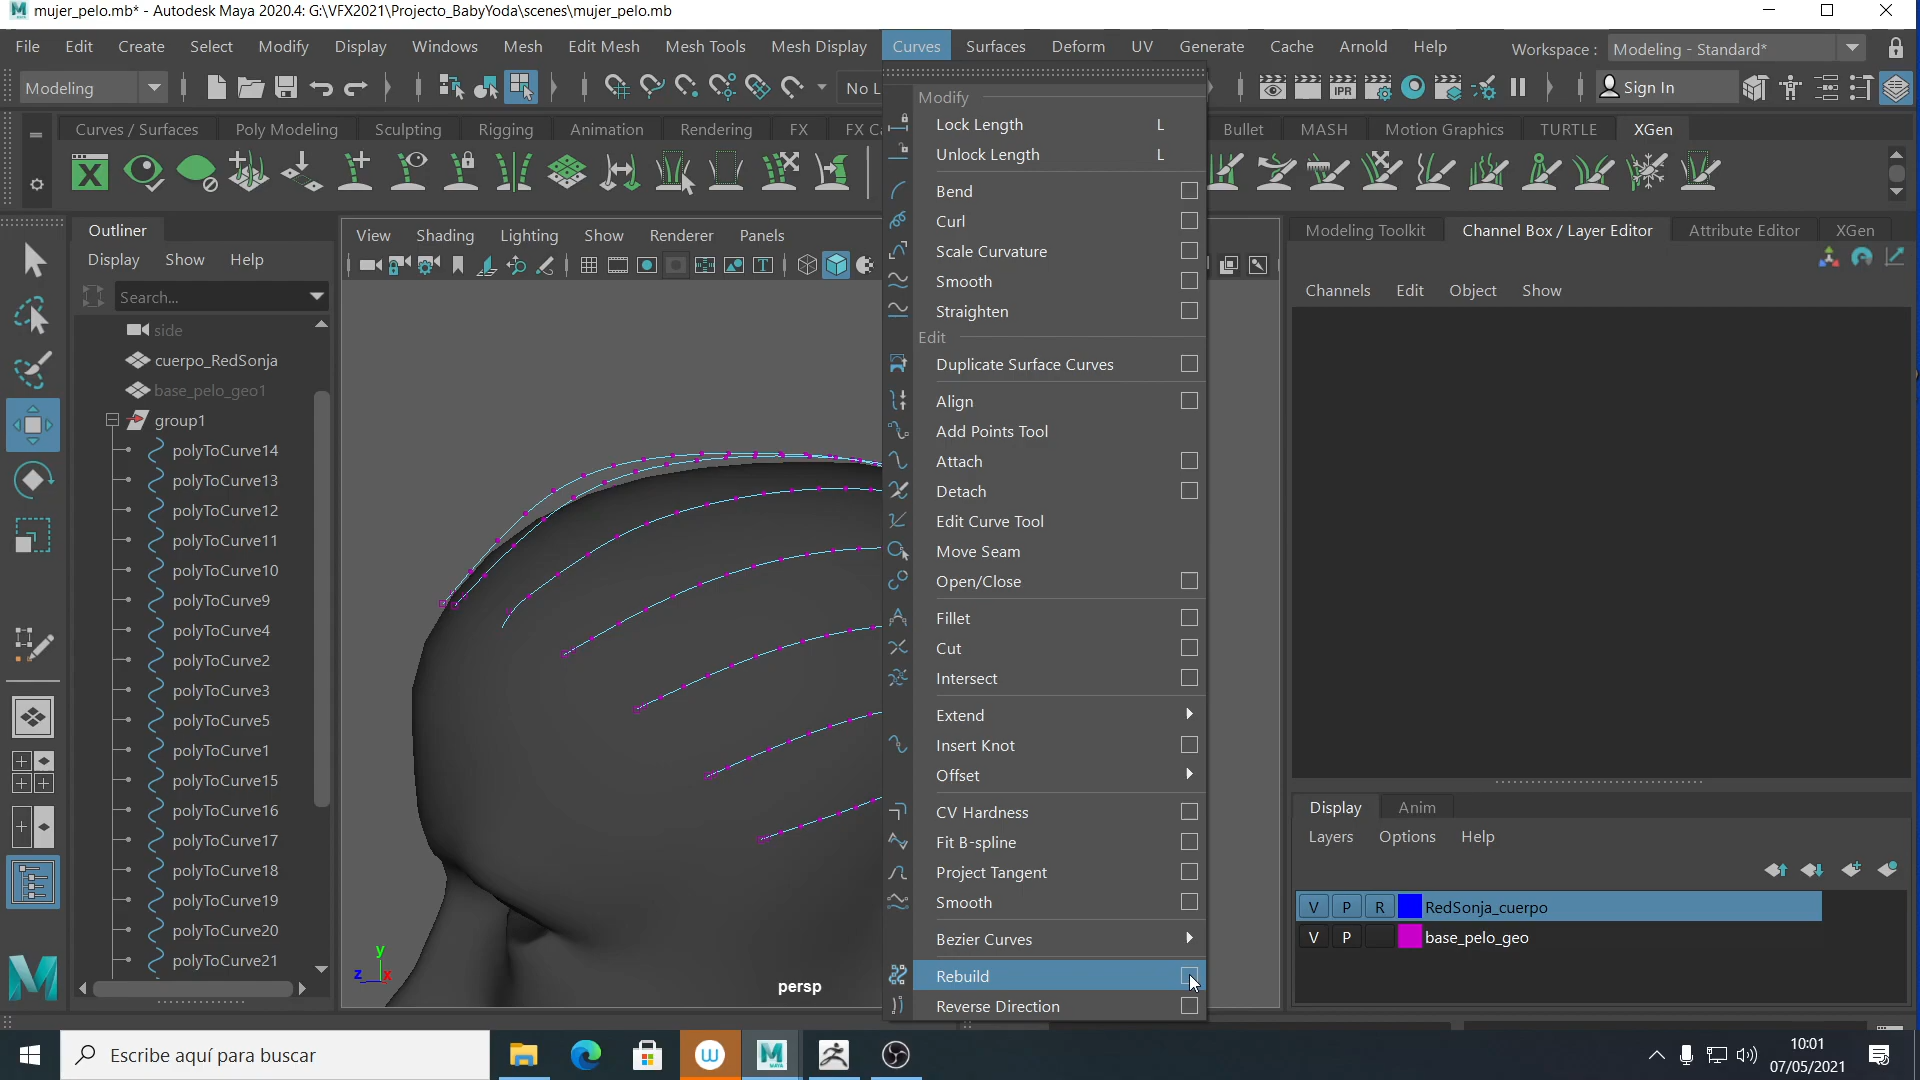 mujer_pelo.mb* - Autodesk Maya 2020.4: G:\VFX2021\Projecto_BabyYoda\scenes\mujer_pelo.mb
File Edit Create Select Modify Display Windows Mesh Edit Mesh Mesh Tools Mesh Display Curves Surfaces Deform UV Generate Cache Arnold Help Workspace : Modeling - Standard*
Modeling No L IPR Sign In
Curves / Surfaces Poly Modeling Sculpting Rigging Animation Rendering FX FX C Bullet MASH Motion Graphics TURTLE XGen
Outliner
Display Show Help
Search...
side
cuerpo_RedSonja
base_pelo_geo1
group1
polyToCurve14
polyToCurve13
polyToCurve12
polyToCurve11
polyToCurve10
polyToCurve9
polyToCurve4
polyToCurve2
polyToCurve3
polyToCurve5
polyToCurve1
polyToCurve15
polyToCurve16
polyToCurve17
polyToCurve18
polyToCurve19
polyToCurve20
polyToCurve21
View Shading Lighting Show Renderer Panels
y
z x
persp
Modify
Lock Length L
Unlock Length L
Bend
Curl
Scale Curvature
Smooth
Straighten
Edit
Duplicate Surface Curves
Align
Add Points Tool
Attach
Detach
Edit Curve Tool
Move Seam
Open/Close
Fillet
Cut
Intersect
Extend
Insert Knot
Offset
CV Hardness
Fit B-spline
Project Tangent
Smooth
Bezier Curves
Rebuild
Reverse Direction
Modeling Toolkit Channel Box / Layer Editor Attribute Editor XGen
Channels Edit Object Show
Display Anim
Layers Options Help
V P R RedSonja_cuerpo
V P base_pelo_geo
Escribe aquí para buscar
10:01
07/05/2021